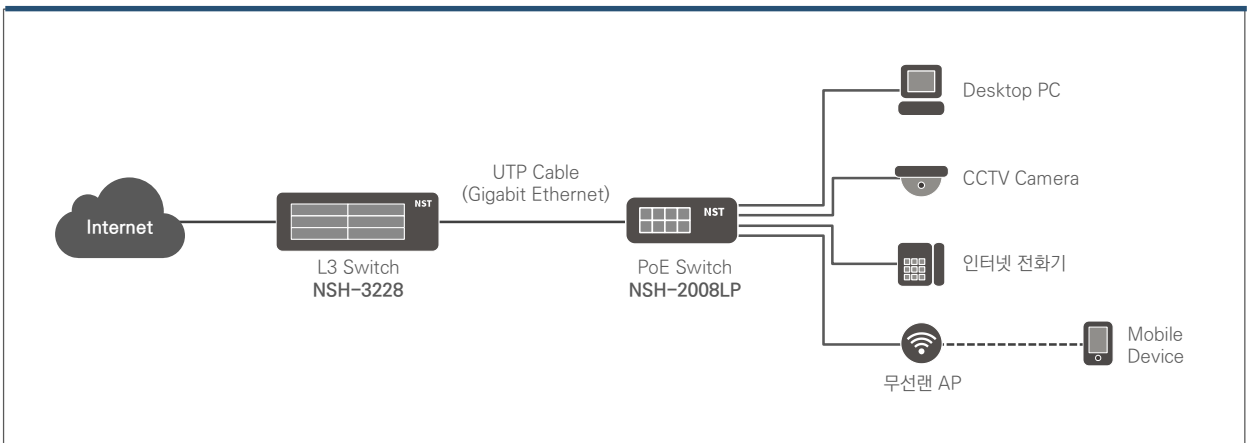 Internet
NST
L3 Switch
NSH-3228
UTP Cable
(Gigabit Ethernet)
NST
PoE Switch
NSH-2008LP
Desktop PC
CCTV Camera
인터넷 전화기
무선랜 AP
Mobile
Device